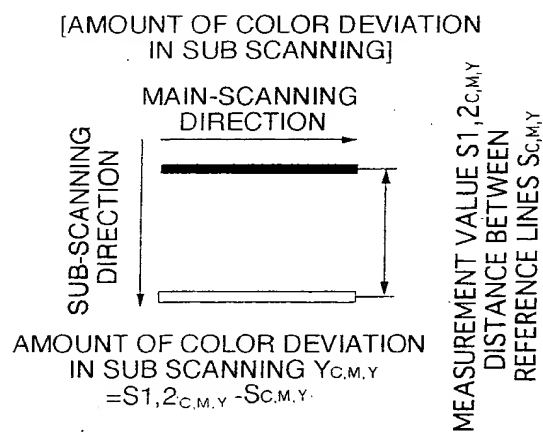 [AMOUNT OF COLOR DEVIATION
IN SUB SCANNING]
MAIN-SCANNING
DIRECTION
SUB-SCANNING
DIRECTION
MEASUREMENT VALUE S1,2C,M,Y
DISTANCE BETWEEN
REFERENCE LINES SC,M,Y
AMOUNT OF COLOR DEVIATION
IN SUB SCANNING YC,M,Y
=S1,2C,M,Y -SC,M,Y